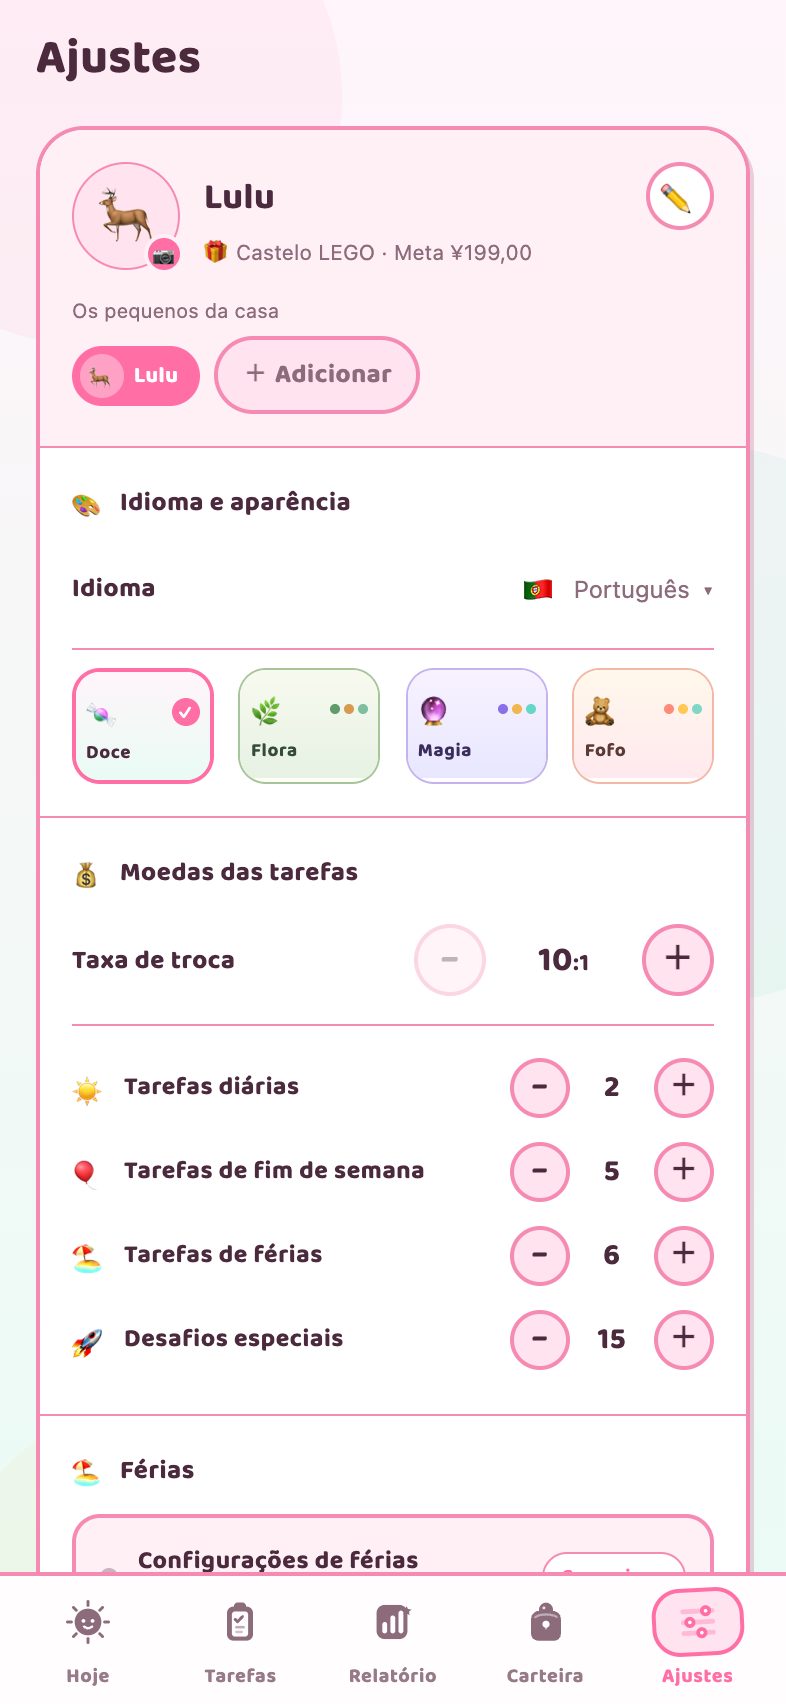 Ajustes
Lulu
Castelo LEGO · Meta ¥199,00
Os pequenos da casa
Lulu
+ Adicionar
Idioma e aparência
Idioma
Português
Doce
Flora
Magia
Fofo
Moedas das tarefas
Taxa de troca
- 10:1 +
Tarefas diárias
- 2 +
Tarefas de fim de semana
- 5 +
Tarefas de férias
- 6 +
Desafios especiais
- 15 +
Férias
Configurações de férias
Hoje
Tarefas
Relatório
Carteira
Ajustes